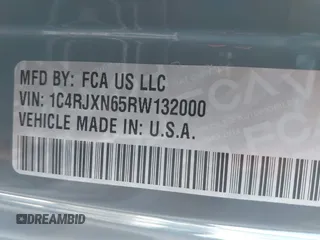 MFD BY: FCA US LLC
VIN: 1C4RJXN65RW132000
VEHICLE MADE IN: U.S.A.
DREAMBID